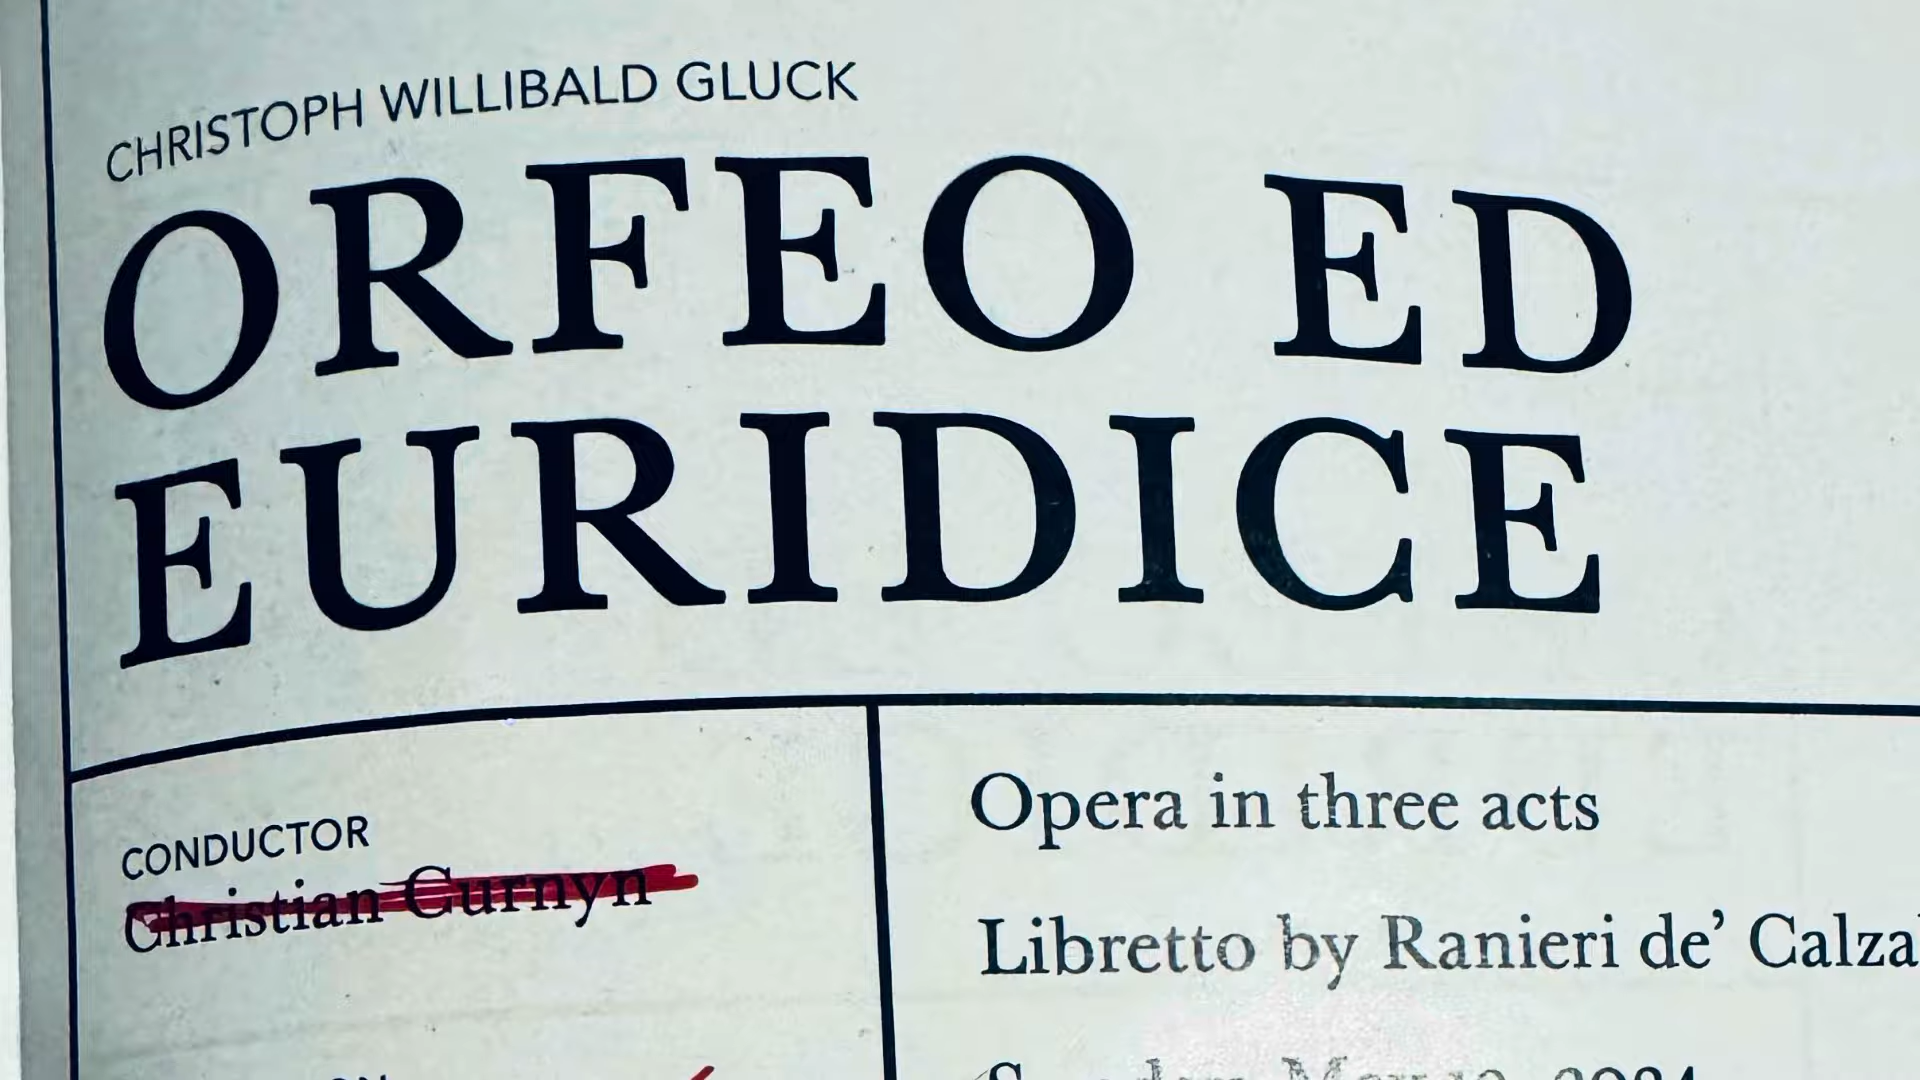 CHRISTOPH WILLIBALD GLUCK
ORFEO ED
EURIDICE
CONDUCTOR
Christian Curnyn
Opera in three acts
Libretto by Ranieri de’ Calza